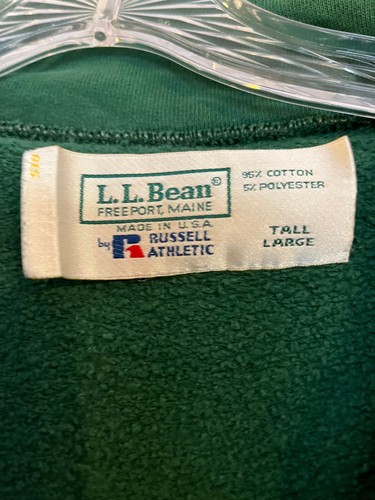 L.L.Bean®
FREEPORT, MAINE
MADE IN U.S.A.
by R RUSSELL
ATHLETIC
95% COTTON
5% POLYESTER
TALL
LARGE